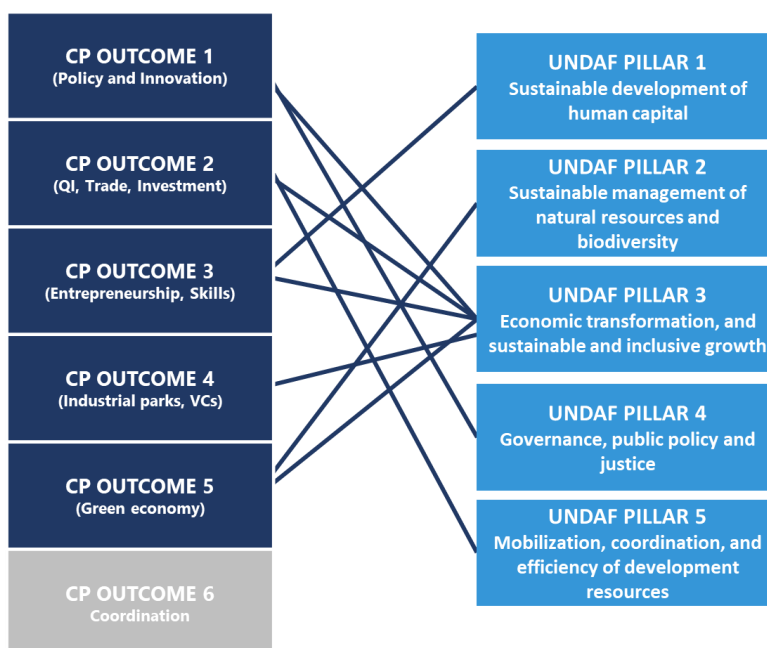 CP OUTCOME 1
(Policy and Innovation)
CP OUTCOME 2
(QI, Trade, Investment)
CP OUTCOME 3
(Entrepreneurship, Skills)
CP OUTCOME 4
(Industrial parks, VCs)
CP OUTCOME 5
(Green economy)
CP OUTCOME 6
Coordination
UNDAF PILLAR 1
Sustainable development of
human capital
UNDAF PILLAR 2
Sustainable management of
natural resources and
biodiversity
UNDAF PILLAR 3
Economic transformation, and
sustainable and inclusive growth
UNDAF PILLAR 4
Governance, public policy and
justice
UNDAF PILLAR 5
Mobilization, coordination, and
efficiency of development
resources